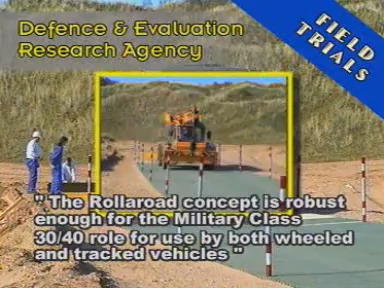 Defence & Evaluation
Research Agency
FIELD
TRIALS
" The Rollaroad concept is robust
enough for the Military Class
30/40 role for use by both wheeled
and tracked vehicles "